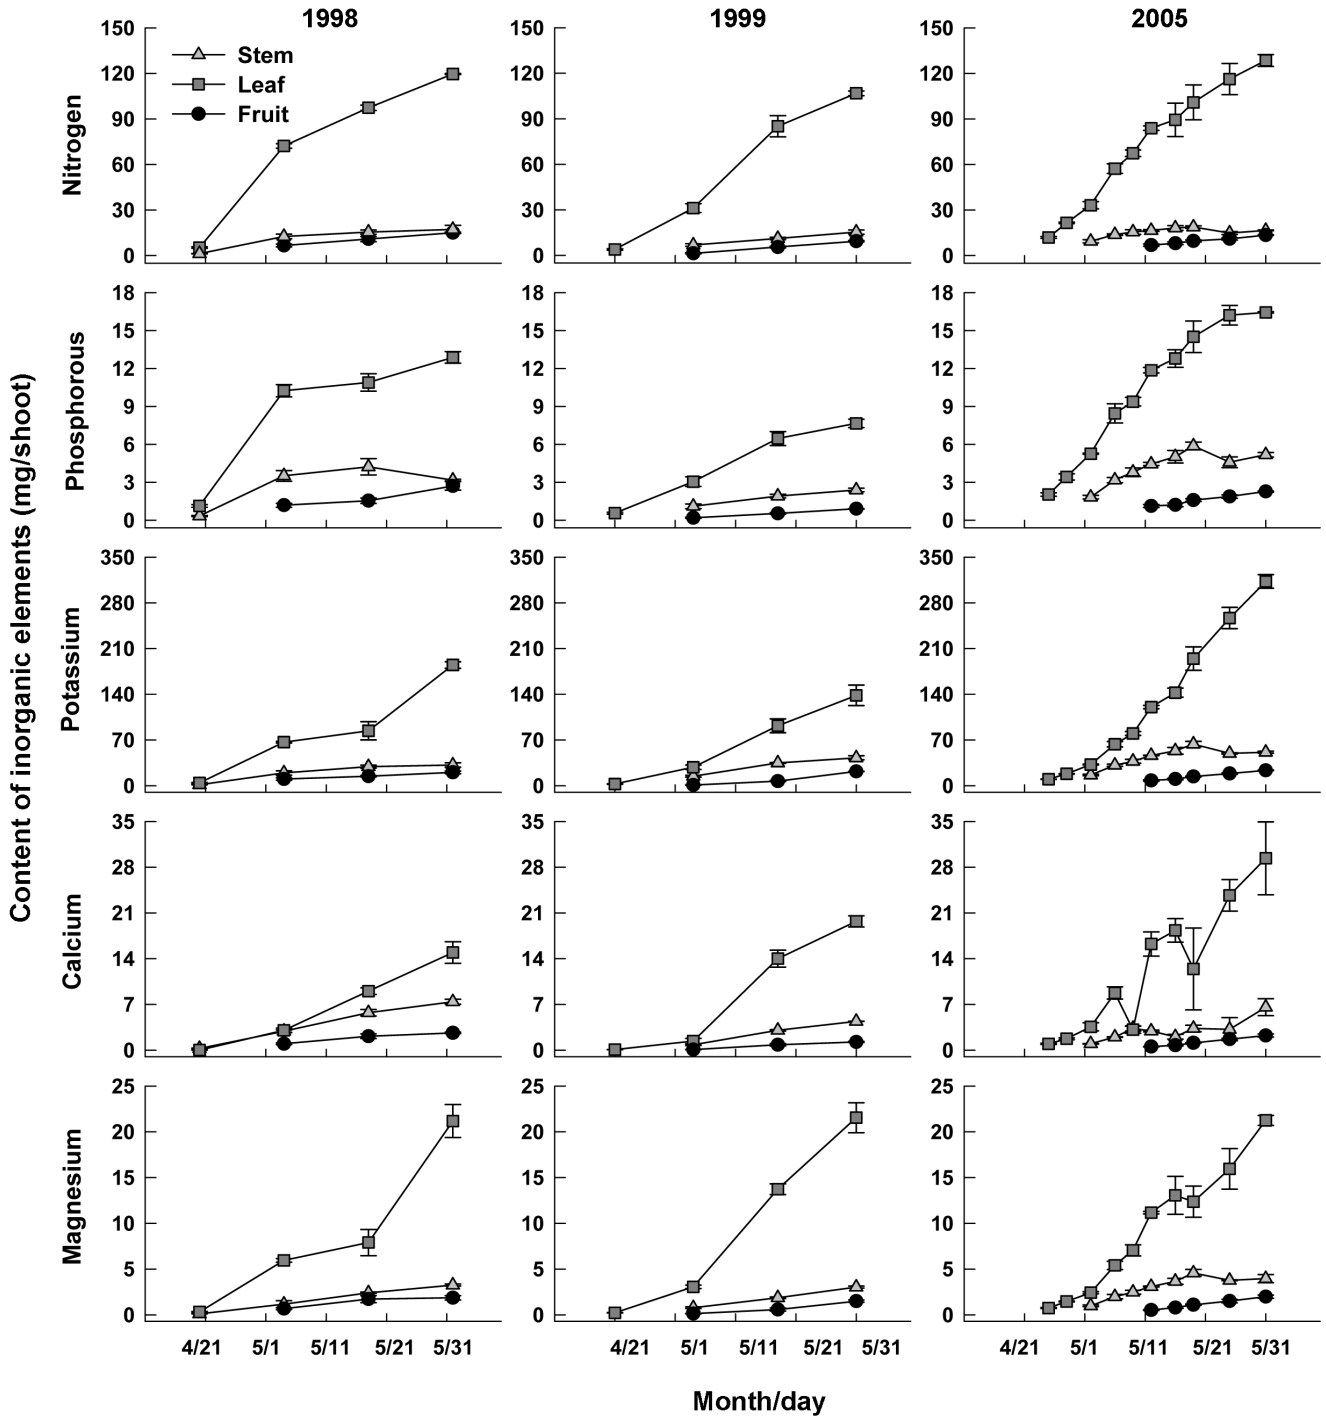 1998 1999 2005
Stem
Leaf
Fruit
Content of inorganic elements (mg/shoot)
Nitrogen
150 120 90 60 30 0
150 120 90 60 30 0
150 120 90 60 30 0
Phosphorous
18 15 12 9 6 3 0
18 15 12 9 6 3 0
18 15 12 9 6 3 0
Potassium
350 280 210 140 70 0
350 280 210 140 70 0
350 280 210 140 70 0
Calcium
35 28 21 14 7 0
35 28 21 14 7 0
35 28 21 14 7 0
Magnesium
25 20 15 10 5 0
25 20 15 10 5 0
25 20 15 10 5 0
4/21 5/1 5/11 5/21 5/31 4/21 5/1 5/11 5/21 5/31 4/21 5/1 5/11 5/21 5/31
Month/day